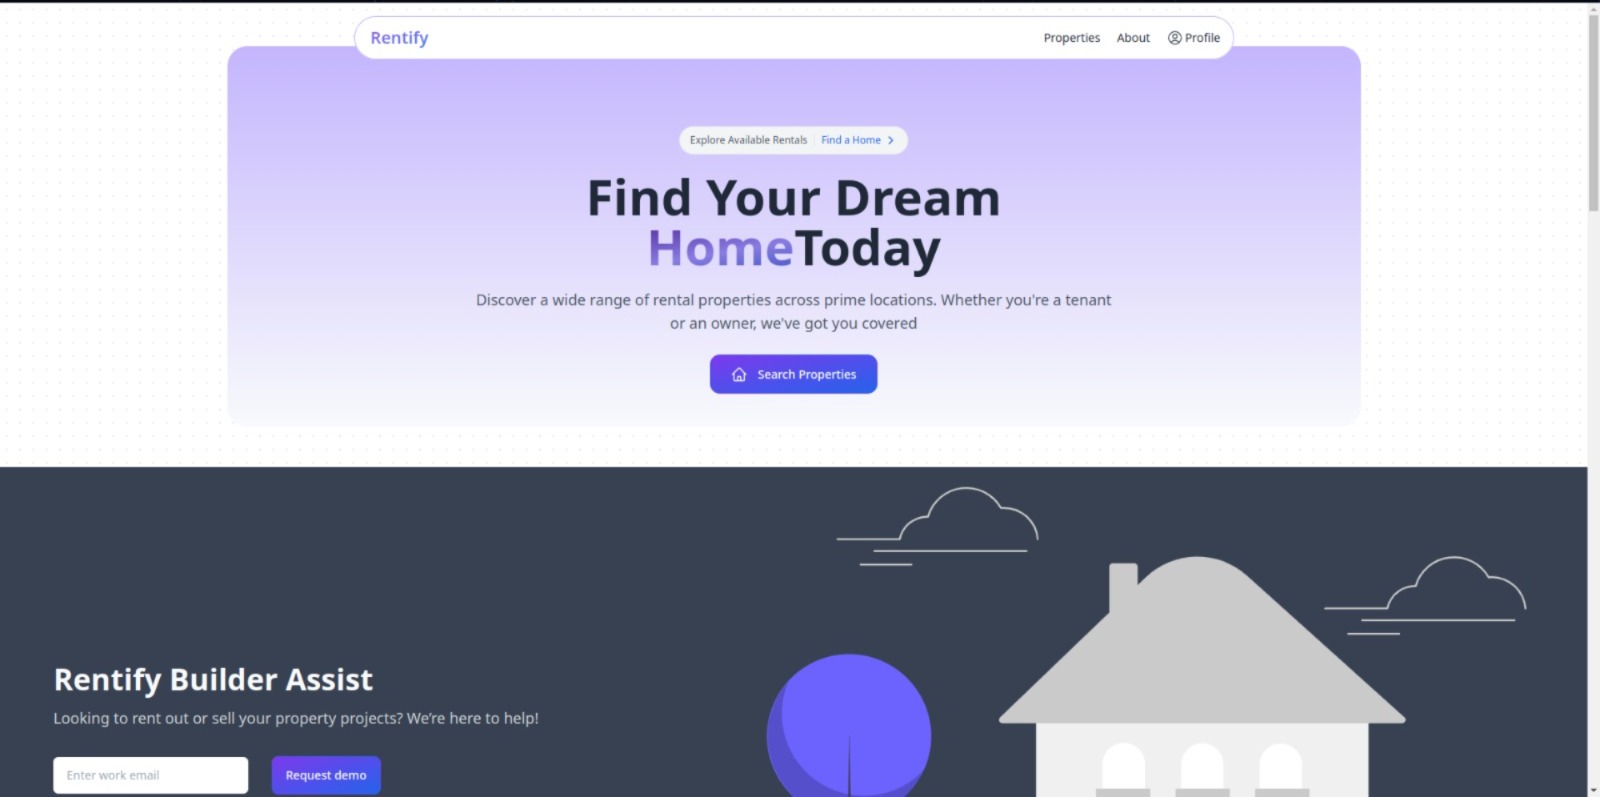 Rentify
Properties About Profile
Explore Available Rentals Find a Home
Find Your Dream
HomeToday
Discover a wide range of rental properties across prime locations. Whether you're a tenant
or an owner, we've got you covered
Search Properties
Rentify Builder Assist
Looking to rent out or sell your property projects? We're here to help!
Enter work email
Request demo